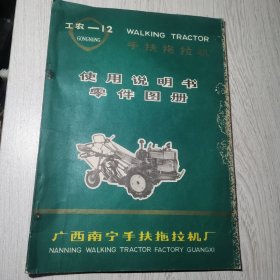 工农—12
GONGNONG
WALKING TRACTOR
手扶拖拉机
使用说明书
零件图册
广西南宁手扶拖拉机厂
NANNING WALKING TRACTOR FACTORY GUANGXI